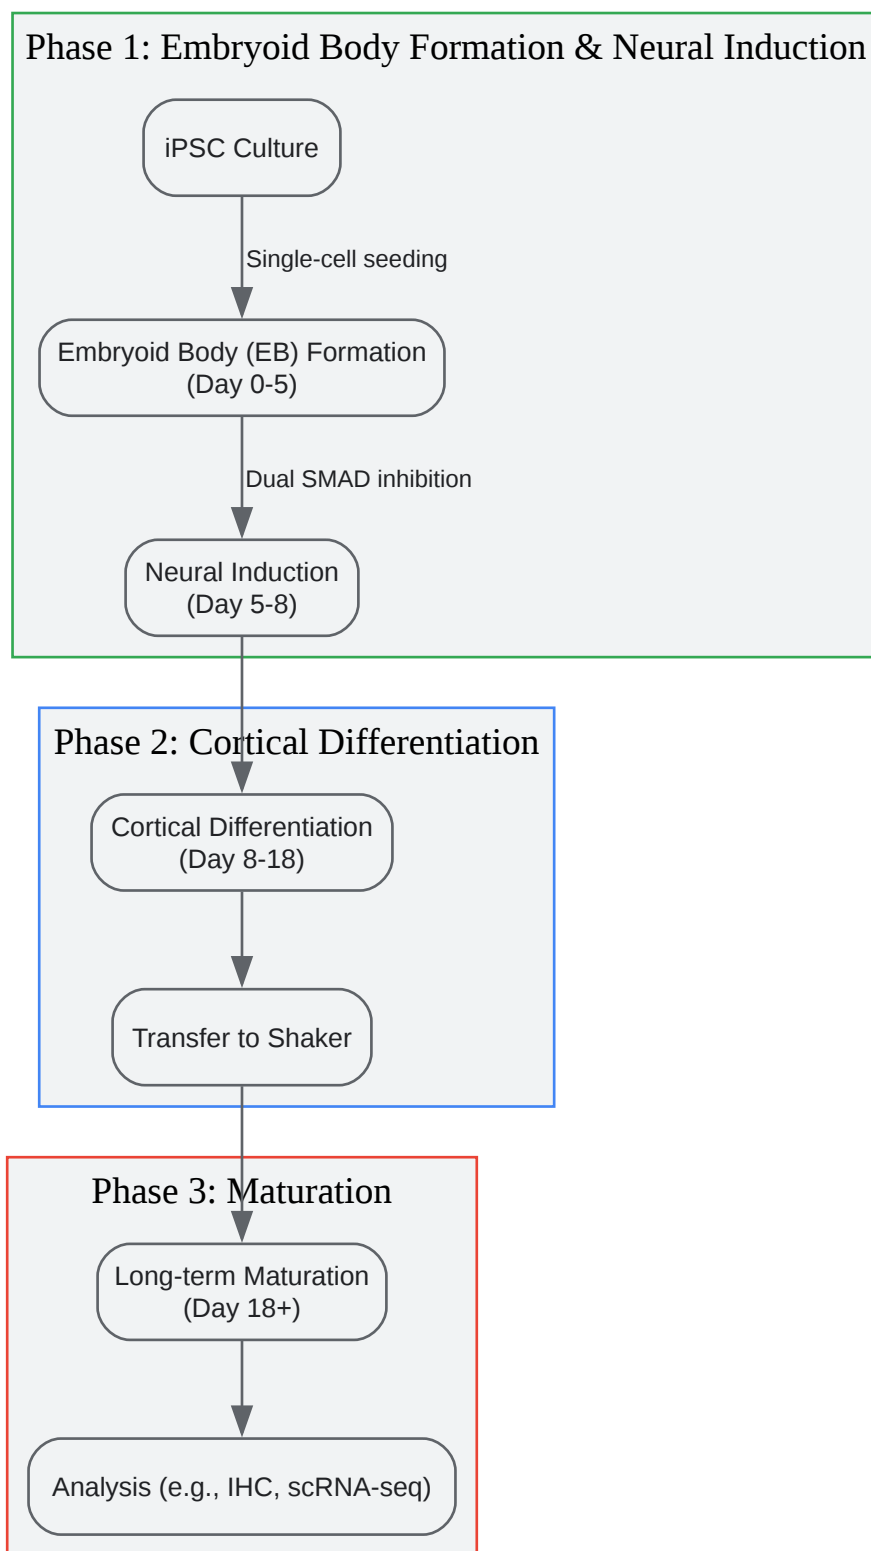 Phase 1: Embryoid Body Formation & Neural Induction
iPSC Culture
Single-cell seeding
Embryoid Body (EB) Formation
(Day 0-5)
Dual SMAD inhibition
Neural Induction
(Day 5-8)
Phase 2: Cortical Differentiation
Cortical Differentiation
(Day 8-18)
Transfer to Shaker
Phase 3: Maturation
Long-term Maturation
(Day 18+)
Analysis (e.g., IHC, scRNA-seq)